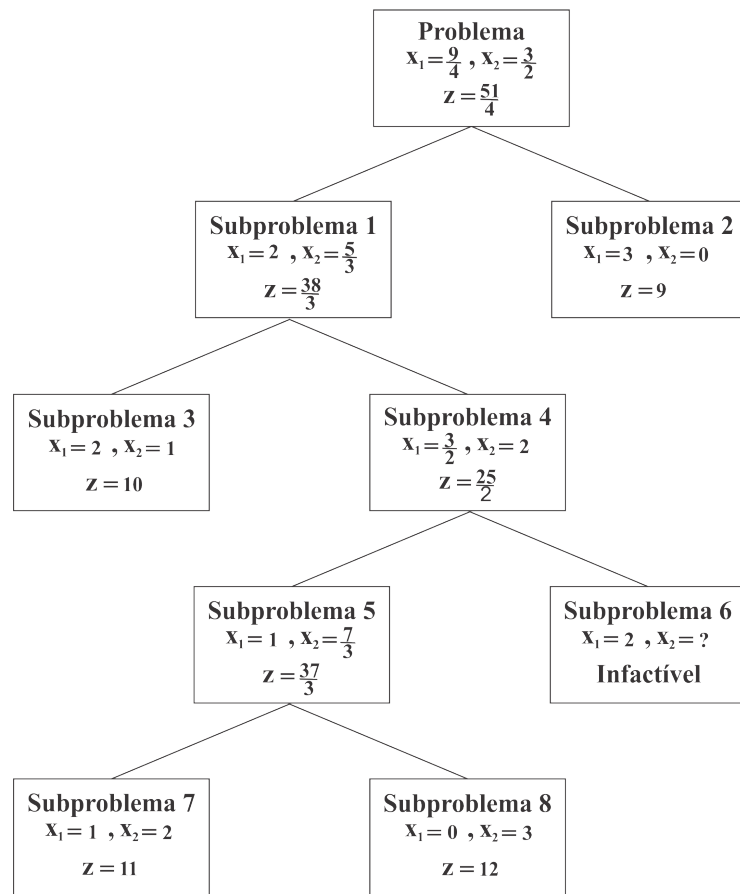 Problema
x₁ = 9/4 , x₂ = 3/2
z = 51/4
Subproblema 1
x₁ = 2 , x₂ = 5/3
z = 38/3
Subproblema 2
x₁ = 3 , x₂ = 0
z = 9
Subproblema 3
x₁ = 2 , x₂ = 1
z = 10
Subproblema 4
x₁ = 3/2 , x₂ = 2
z = 25/2
Subproblema 5
x₁ = 1 , x₂ = 7/3
z = 37/3
Subproblema 6
x₁ = 2 , x₂ = ?
Infactível
Subproblema 7
x₁ = 1 , x₂ = 2
z = 11
Subproblema 8
x₁ = 0 , x₂ = 3
z = 12